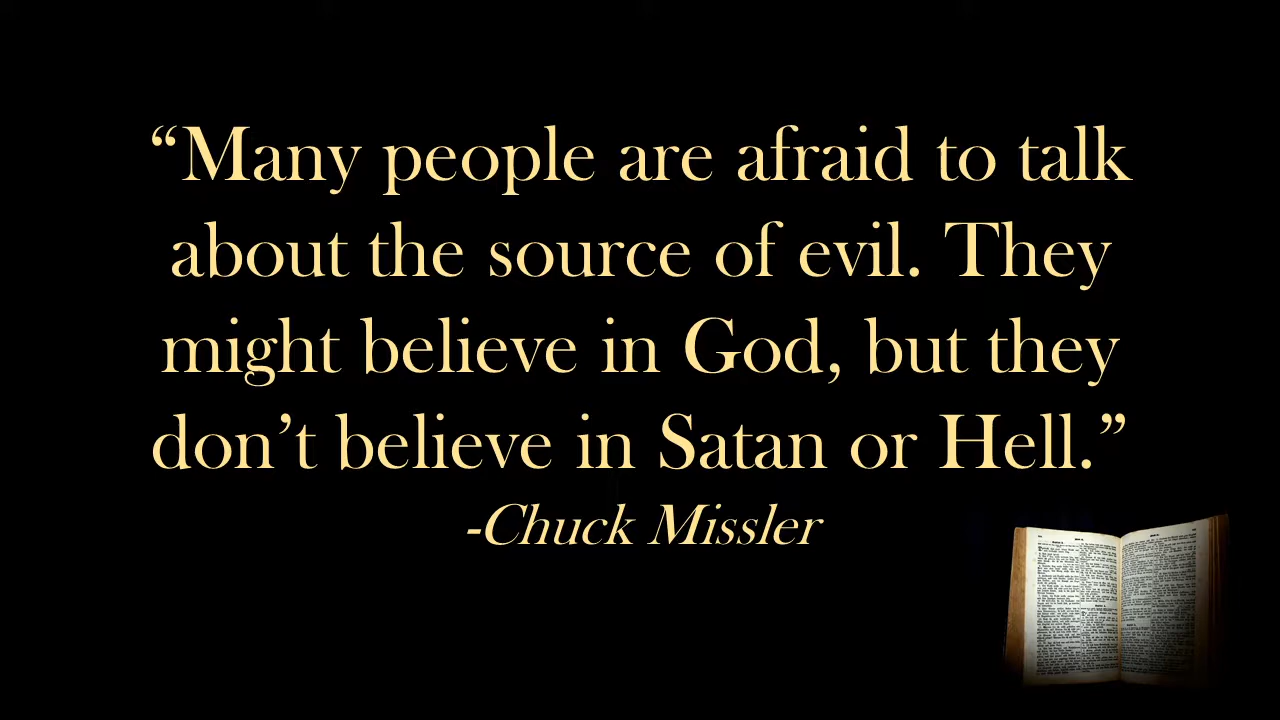 “Many people are afraid to talk
about the source of evil. They
might believe in God, but they
don’t believe in Satan or Hell.”
-Chuck Missler